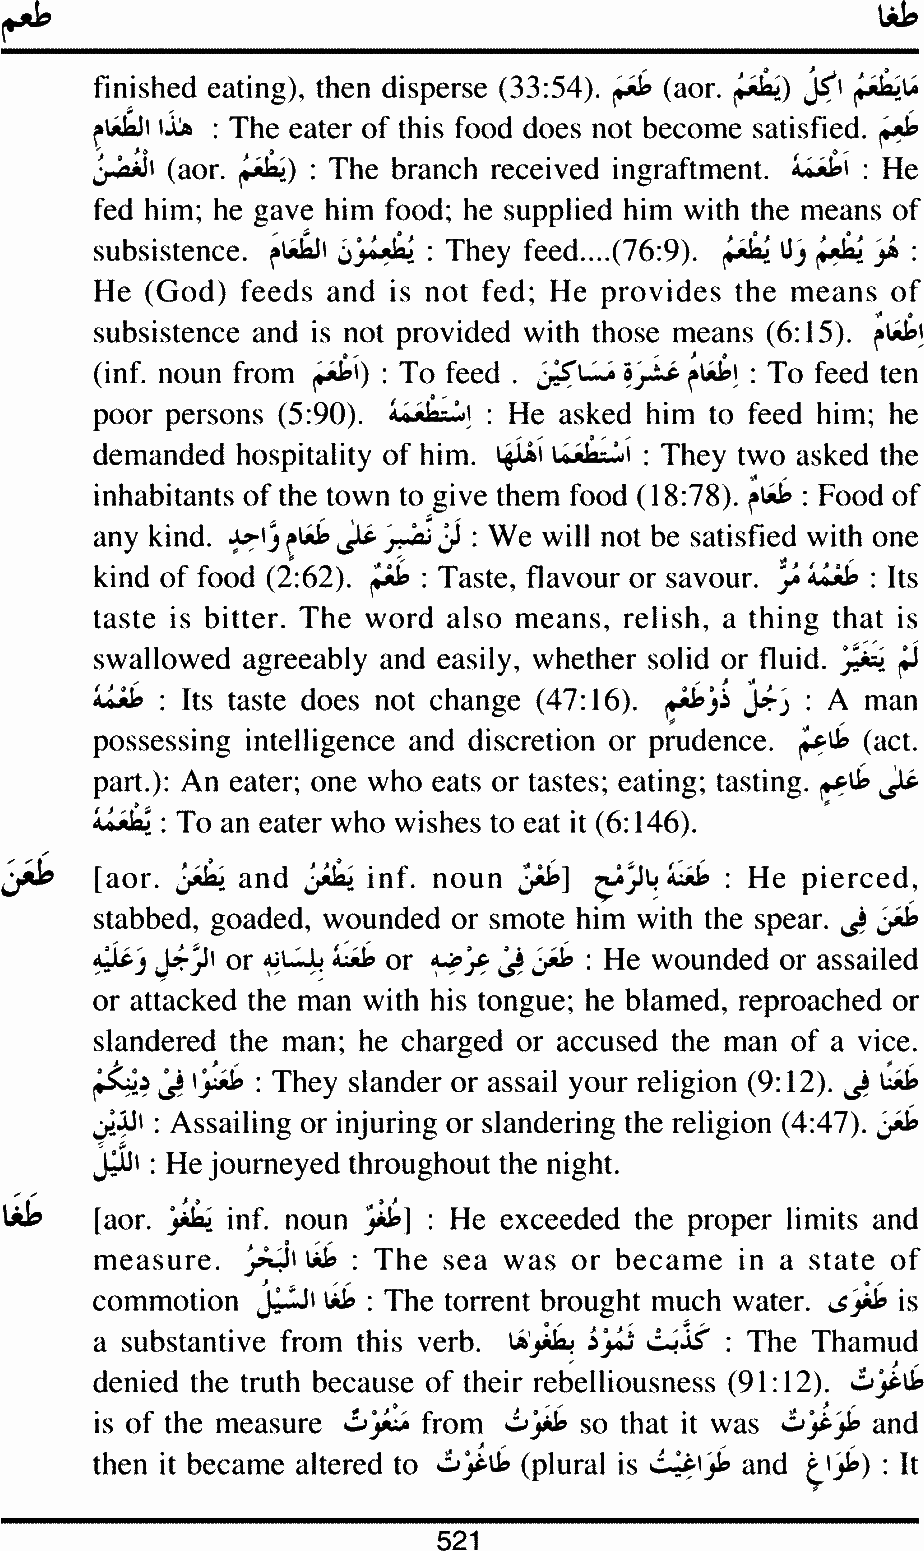 طعم طغا
finished eating), then disperse (33:54). طَعَمَ (aor. يَطْعَمُ) مَايَطْعَمُ اٰكِلُ
هٰذَا الطَّعَامِ : The eater of this food does not become satisfied. طَعِمَ
الْغُصْنُ (aor. يَطْعَمُ) : The branch received ingraftment. اَطْعَمَهٗ : He
fed him; he gave him food; he supplied him with the means of
subsistence. يُطْعِمُوْنَ الطَّعَامَ : They feed....(76:9). هُوَ يُطْعِمُ وَلَا يُطْعَمُ :
He (God) feeds and is not fed; He provides the means of
subsistence and is not provided with those means (6:15). اِطْعَامٌ
(inf. noun from اَطْعَمَ) : To feed . اِطْعَامُ عَشَرَةِ مَسَاكِيْنَ : To feed ten
poor persons (5:90). اِسْتَطْعَمَهٗ : He asked him to feed him; he
demanded hospitality of him. اَسْتَطْعَمَا اَهْلَهَا : They two asked the
inhabitants of the town to give them food (18:78). طَعَامٌ : Food of
any kind. لَنْ نَّصْبِرَ عَلٰى طَعَامٍ وَّاحِدٍ : We will not be satisfied with one
kind of food (2:62). طَعْمٌ : Taste, flavour or savour. طَعْمُهٗ مُرٌّ : Its
taste is bitter. The word also means, relish, a thing that is
swallowed agreeably and easily, whether solid or fluid. لَمْ يَتَغَيَّرْ
طَعْمُهٗ : Its taste does not change (47:16). رَجُلٌ ذُوْطَعْمٍ : A man
possessing intelligence and discretion or prudence. طَاعِمٌ (act.
part.): An eater; one who eats or tastes; eating; tasting. عَلٰى طَاعِمٍ
يَّطْعَمُهٗ : To an eater who wishes to eat it (6:146).
طَعَنَ [aor. يَطْعَنُ and يَطْعُنُ inf. noun طَعْنٌ] طَعَنَهٗ بِالرُّمْحِ : He pierced,
stabbed, goaded, wounded or smote him with the spear. طَعَنَ فِى
الرَّجُلِ وَعَلَيْهِ or طَعَنَهٗ بِلِسَانِهٖ or طَعَنَ فِىْ عِرْضِهٖ : He wounded or assailed
or attacked the man with his tongue; he blamed, reproached or
slandered the man; he charged or accused the man of a vice.
طَعَنُوْا فِىْ دِيْنِكُمْ : They slander or assail your religion (9:12). طَعْنًا فِى
الدِّيْنِ : Assailing or injuring or slandering the religion (4:47). طَعَنَ
اللَّيْلَ : He journeyed throughout the night.
طَغَا [aor. يَطْغُوْ inf. noun طَغْوٌ] : He exceeded the proper limits and
measure. طَغَا الْبَحْرُ : The sea was or became in a state of
commotion طَغَا السَّيْلُ : The torrent brought much water. طَغْوٰى is
a substantive from this verb. كَذَّبَتْ ثَمُوْدُ بِطَغْوٰهَا : The Thamud
denied the truth because of their rebelliousness (91:12). طَاغُوْتٌ
is of the measure مَنْعُوْتٌ from طَغَوْتُ so that it was طَوَغُوْتٌ and
then it became altered to طَاغُوْتٌ (plural is طَوَاغِيْتُ and طَوَاغٍ) : It
521